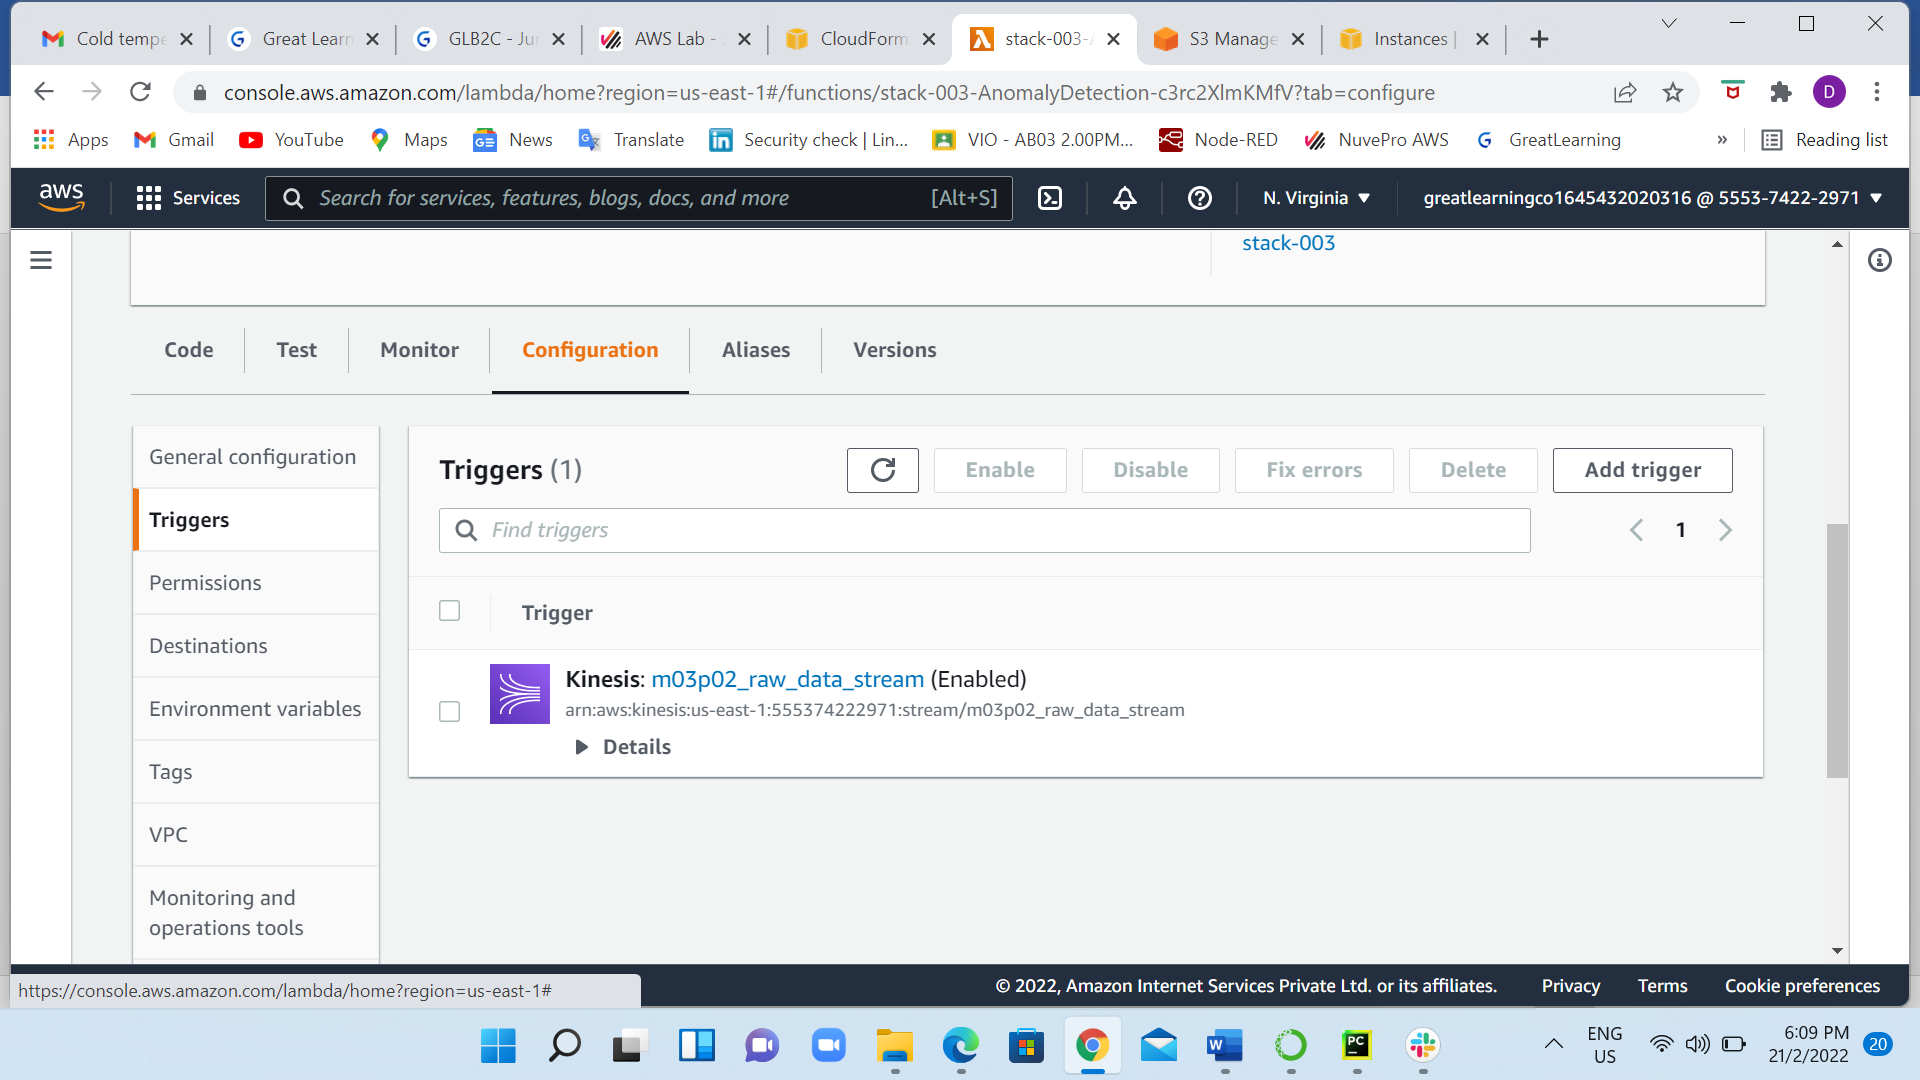 Cold tempe
Great Learn
GLB2C - Ju
AWS Lab -
CloudForm
stack-003-
S3 Manage
Instances |
console.aws.amazon.com/lambda/home?region=us-east-1#/functions/stack-003-AnomalyDetection-c3rc2XlmKMfV?tab=configure
D
Apps
Gmail
YouTube
Maps
News
Translate
Security check | Lin...
VIO - AB03 2.00PM...
Node-RED
NuvePro AWS
GreatLearning
»
Reading list
aws
Services
Search for services, features, blogs, docs, and more
[Alt+S]
N. Virginia
greatlearningco1645432020316 @ 5553-7422-2971
stack-003
Code
Test
Monitor
Configuration
Aliases
Versions
General configuration
Triggers
Permissions
Destinations
Environment variables
Tags
VPC
Monitoring and
operations tools
Triggers (1)
Enable
Disable
Fix errors
Delete
Add trigger
Find triggers
1
Trigger
Kinesis: m03p02_raw_data_stream (Enabled)
arn:aws:kinesis:us-east-1:555374222971:stream/m03p02_raw_data_stream
Details
https://console.aws.amazon.com/lambda/home?region=us-east-1#
© 2022, Amazon Internet Services Private Ltd. or its affiliates.
Privacy
Terms
Cookie preferences
ENG
US
6:09 PM
21/2/2022
20